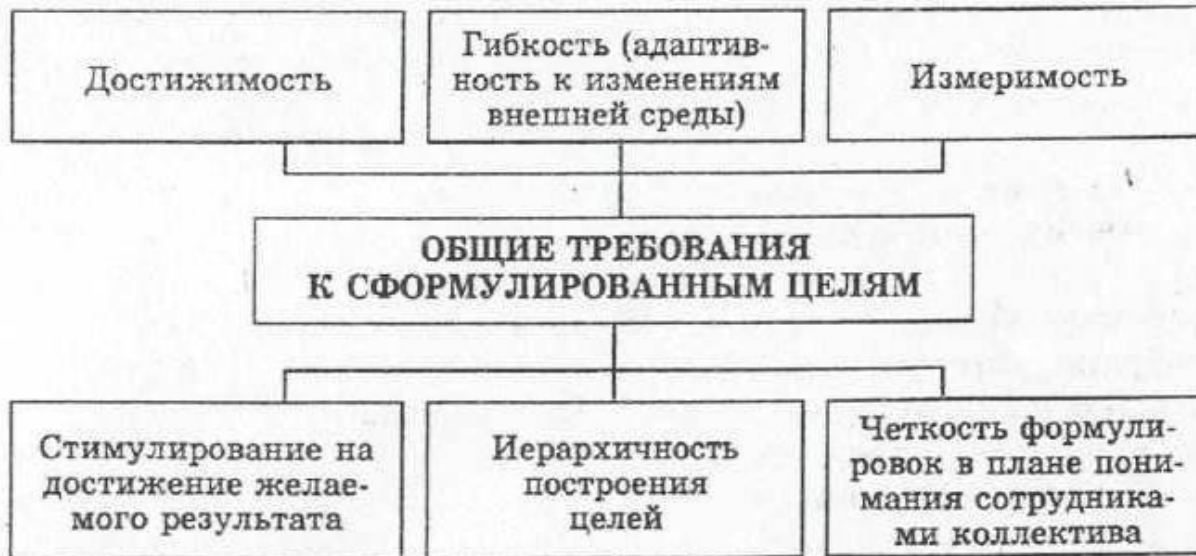 Достижимость
Гибкость (адаптив-
ность к изменениям
внешней среды)
Измеримость
ОБЩИЕ ТРЕБОВАНИЯ
К СФОРМУЛИРОВАННЫМ ЦЕЛЯМ
Стимулирование на
достижение желае-
мого результата
Иерархичность
построения
целей
Четкость формули-
ровок в плане пони-
мания сотрудника-
ми коллектива